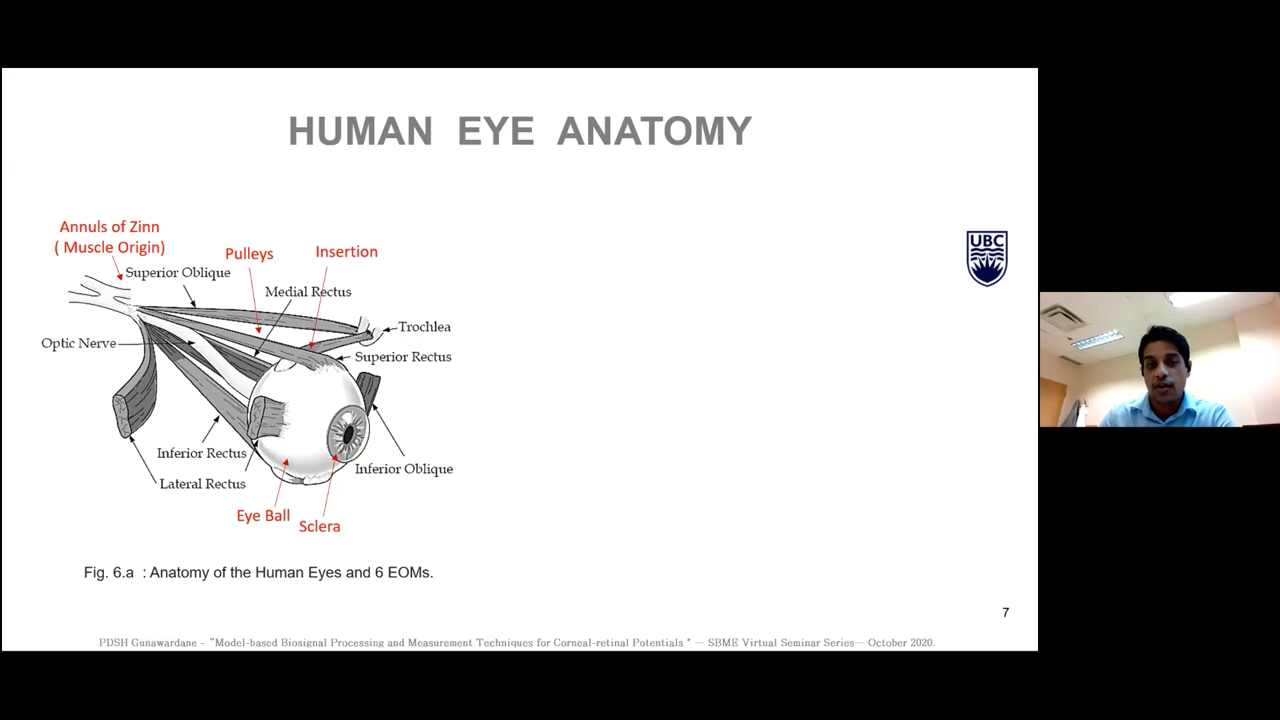 HUMAN EYE ANATOMY
Annuls of Zinn
( Muscle Origin)
Pulleys
Insertion
Superior Oblique
Medial Rectus
Trochlea
Optic Nerve
Superior Rectus
Inferior Rectus
Inferior Oblique
Lateral Rectus
Eye Ball
Sclera
UBC
Fig. 6.a : Anatomy of the Human Eyes and 6 EOMs.
7
PDSH Gunawardane - "Model-based Biosignal Processing and Measurement Techniques for Corneal-retinal Potentials " — SBME Virtual Seminar Series— October 2020.